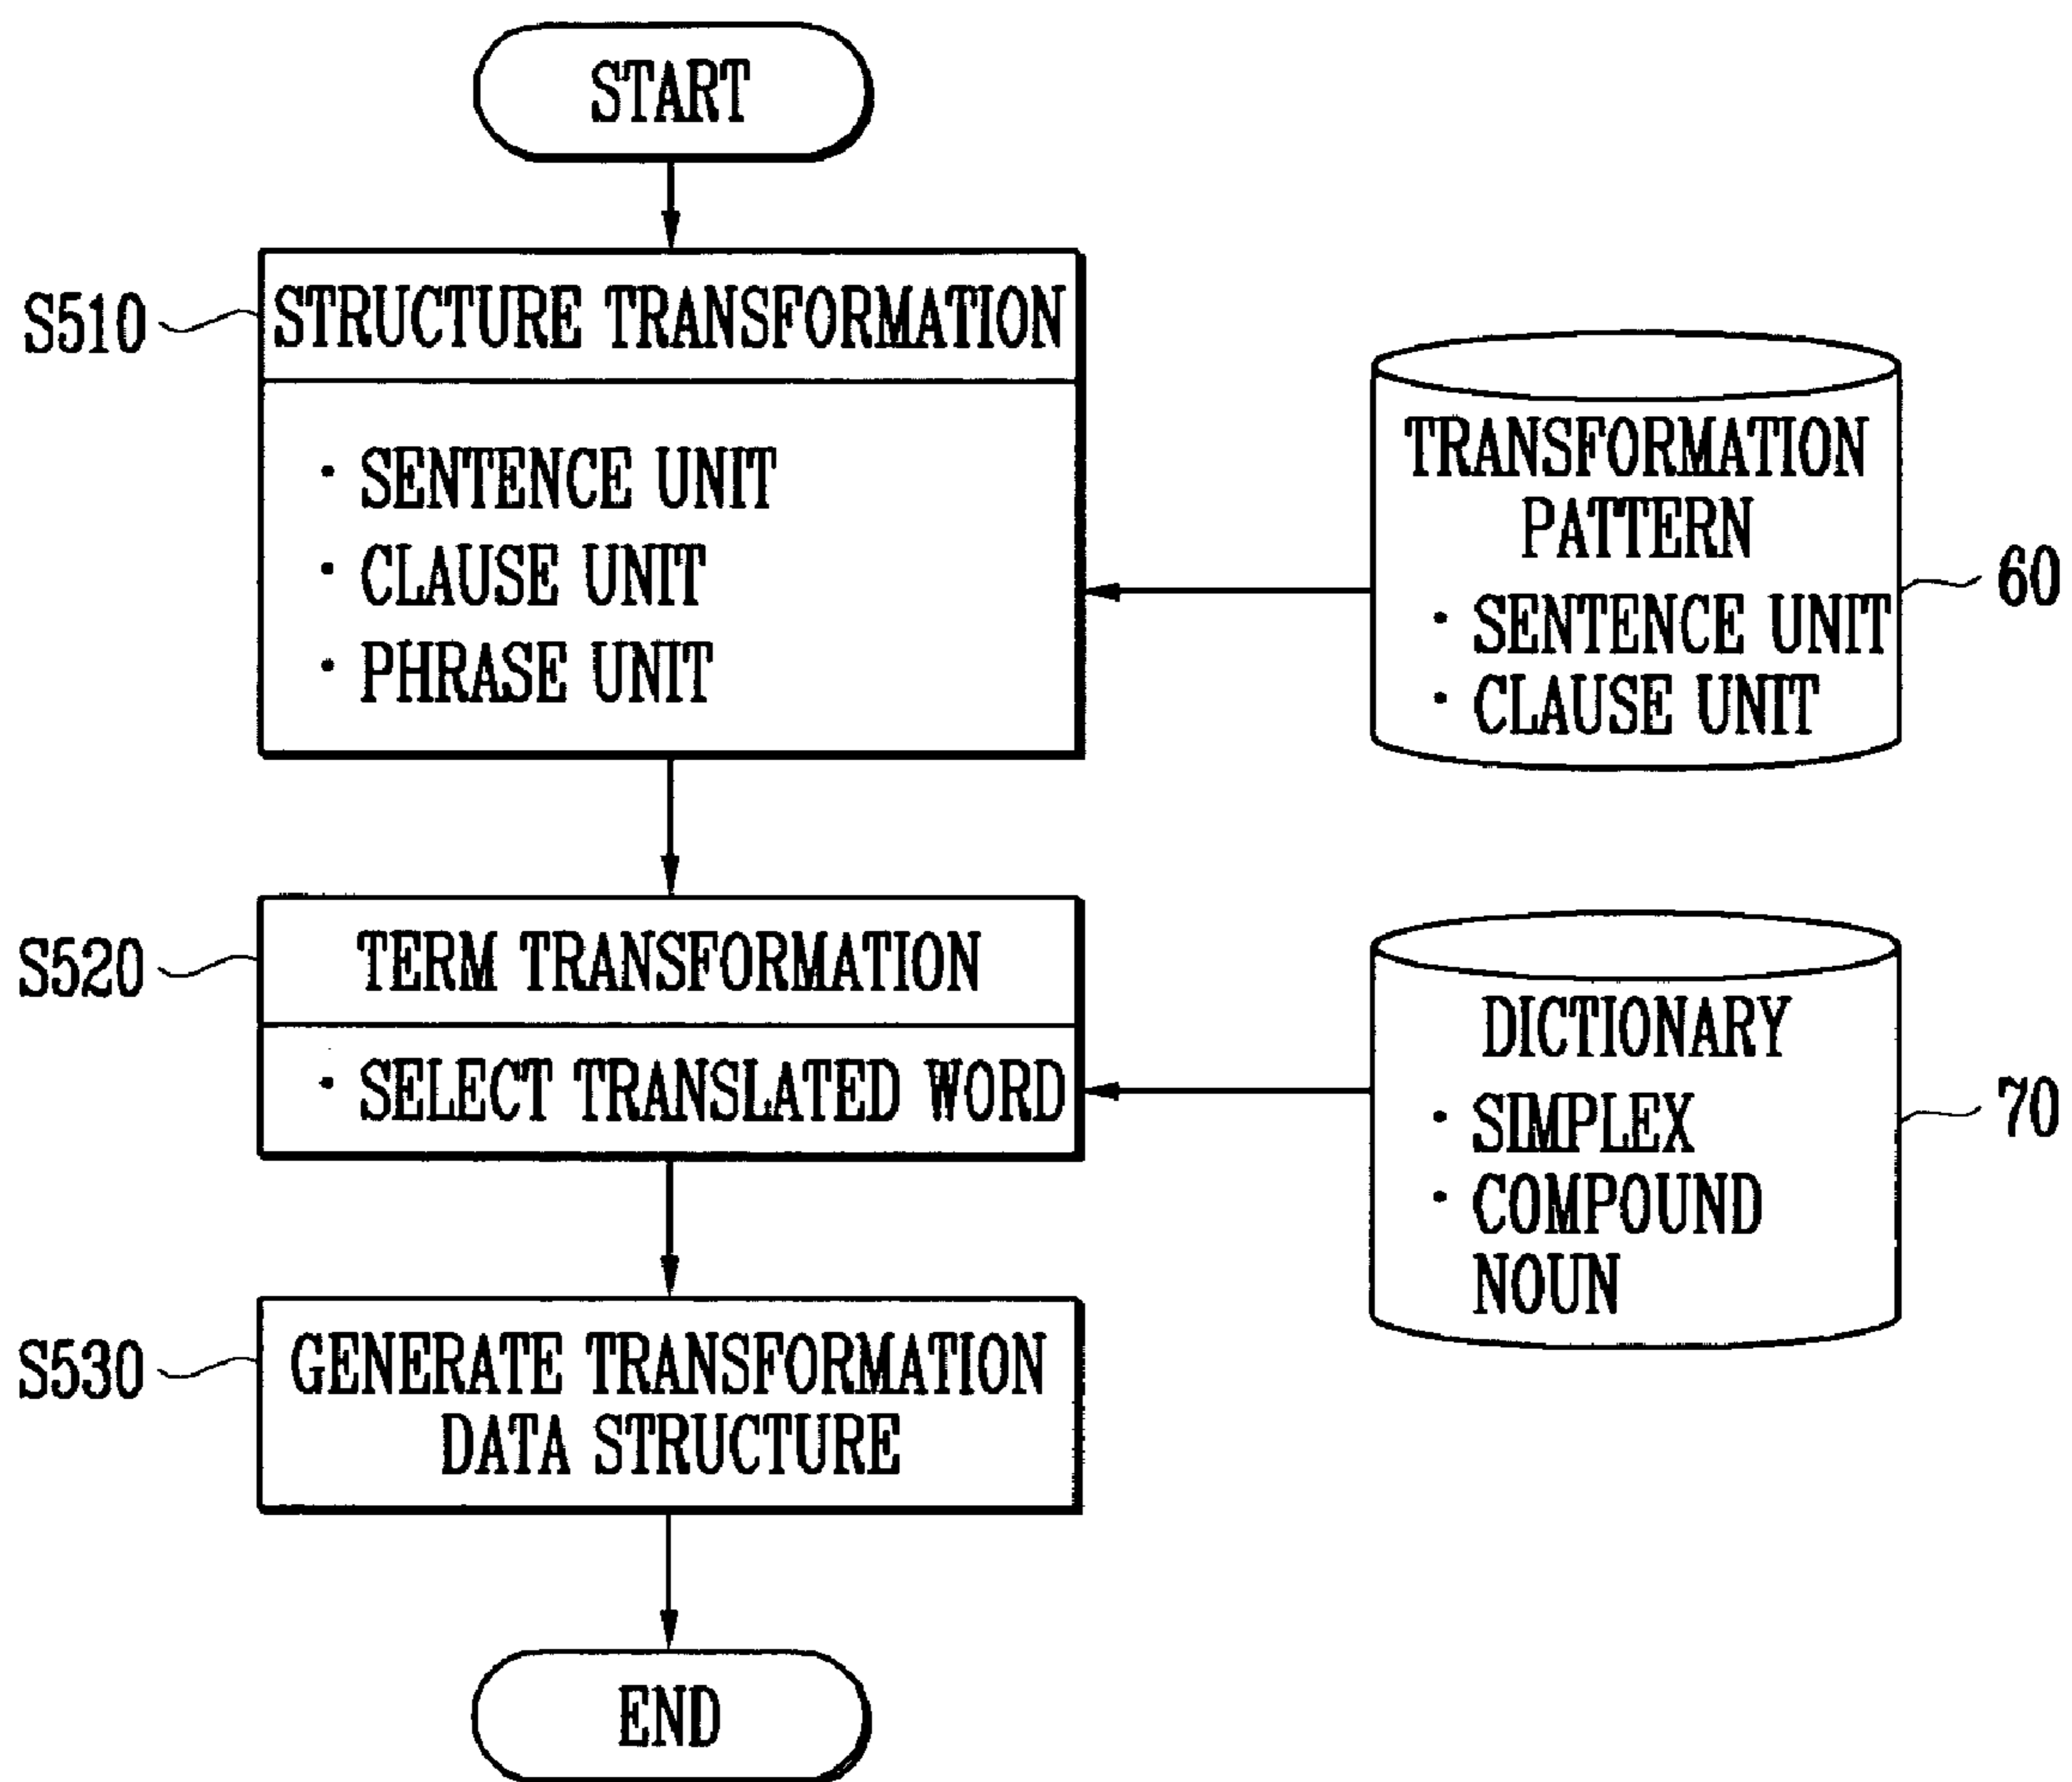 START
S510
STRUCTURE TRANSFORMATION
· SENTENCE UNIT
· CLAUSE UNIT
· PHRASE UNIT
TRANSFORMATION
PATTERN
· SENTENCE UNIT
· CLAUSE UNIT
60
S520
TERM TRANSFORMATION
· SELECT TRANSLATED WORD
DICTIONARY
· SIMPLEX
· COMPOUND
NOUN
70
S530
GENERATE TRANSFORMATION
DATA STRUCTURE
END